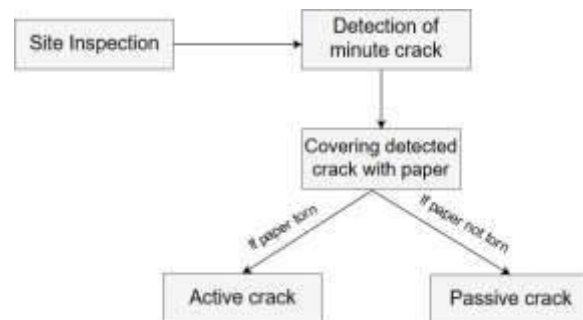 Site Inspection
Detection of
minute crack
Covering detected
crack with paper
If paper torn
If paper not torn
Active crack
Passive crack